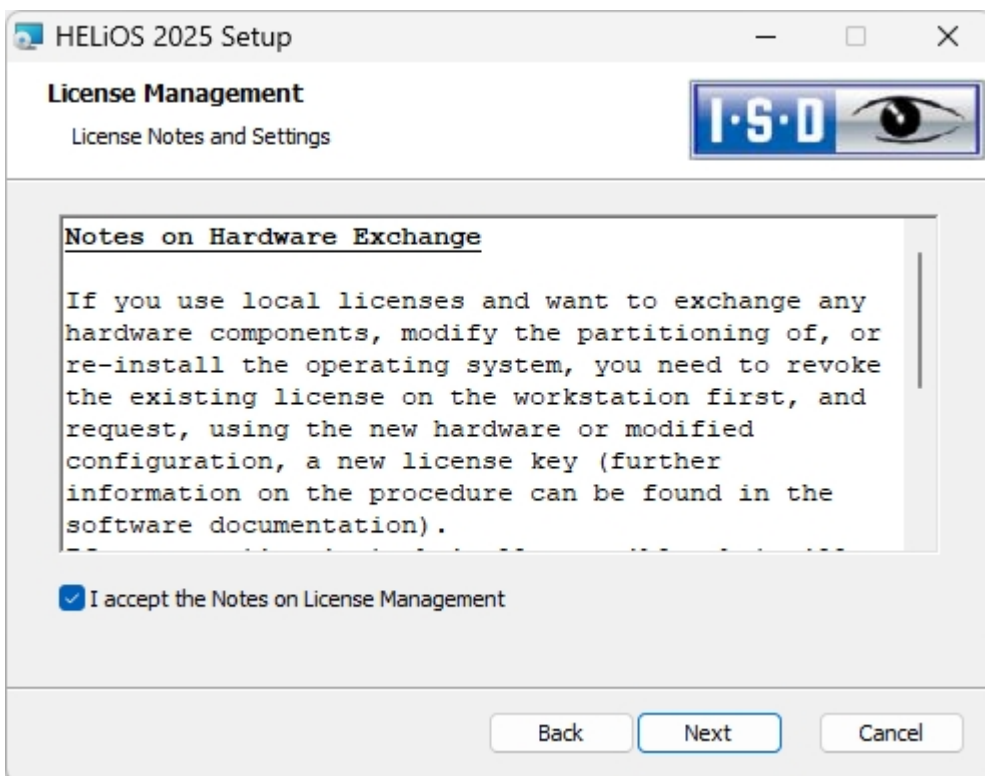 HELiOS 2025 Setup
License Management
License Notes and Settings
I·S·D
Notes on Hardware Exchange
If you use local licenses and want to exchange any
hardware components, modify the partitioning of, or
re-install the operating system, you need to revoke
the existing license on the workstation first, and
request, using the new hardware or modified
configuration, a new license key (further
information on the procedure can be found in the
software documentation).
I accept the Notes on License Management
Back
Next
Cancel